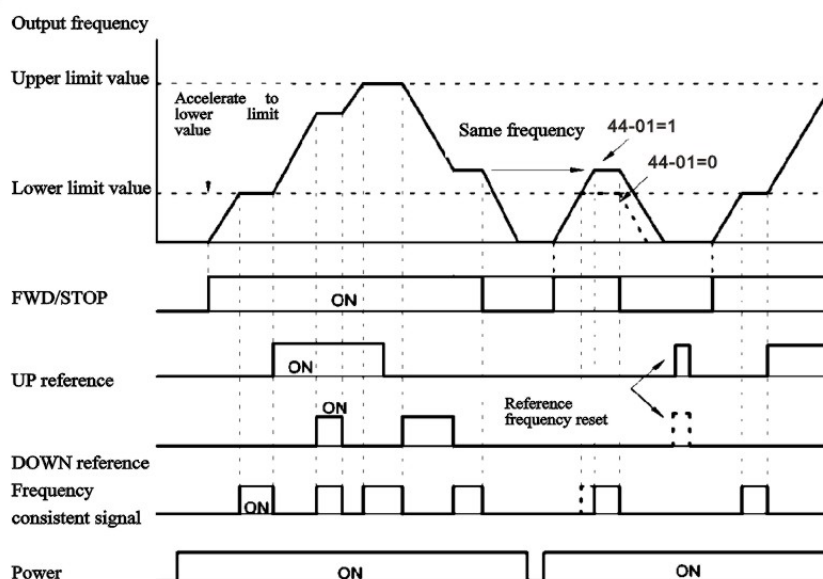 Output frequency
Upper limit value
Accelerate to
lower limit
value
Same frequency
44-01=1
44-01=0
Lower limit value
FWD/STOP
ON
UP reference
ON
ON
Reference
frequency reset
DOWN reference
Frequency
consistent signal
ON
Power
ON
ON